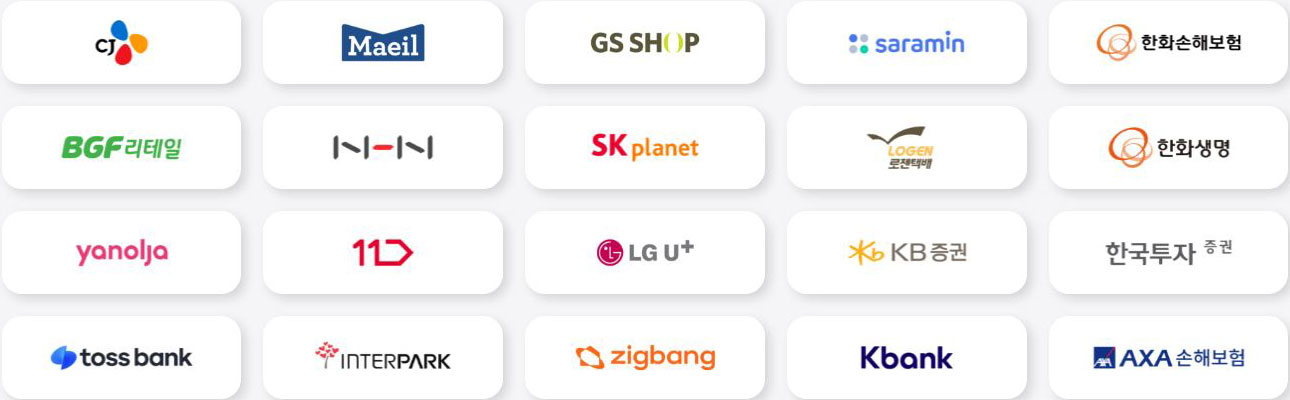 CJ
Maeil
GS SHOP
saramin
한화손해보험
BGF리테일
NHN
SK planet
LOGEN
로젠택배
한화생명
yanolja
11
LG U+
KB증권
한국투자 증권
toss bank
INTERPARK
zigbang
Kbank
AXA AXA 손해보험